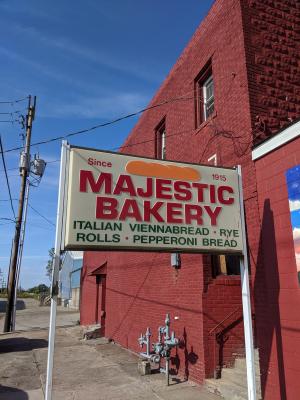 Since 1915
MAJESTIC
BAKERY
ITALIAN VIENNABREAD · RYE
ROLLS · PEPPERONI BREAD